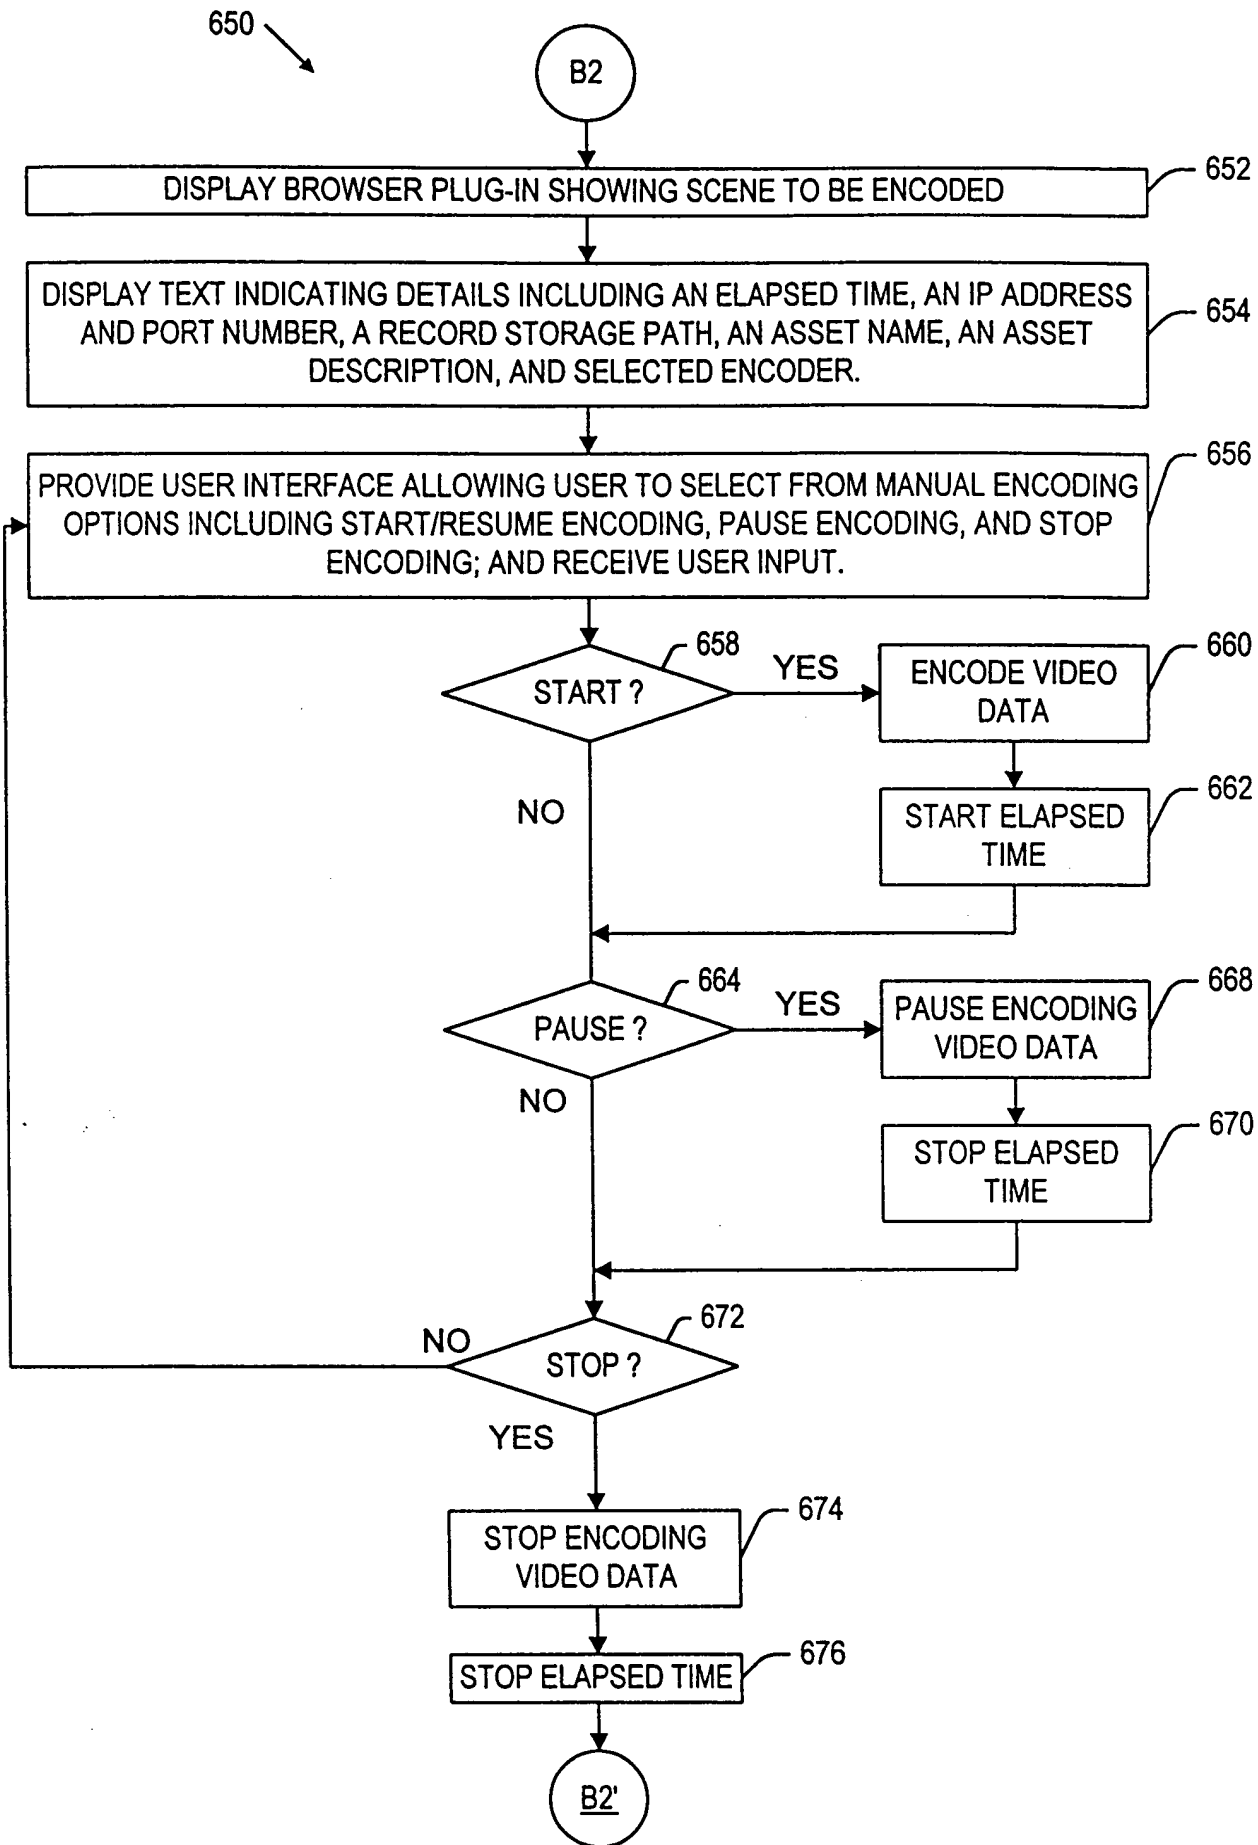 650
B2
652
DISPLAY BROWSER PLUG-IN SHOWING SCENE TO BE ENCODED
DISPLAY TEXT INDICATING DETAILS INCLUDING AN ELAPSED TIME, AN IP ADDRESS
AND PORT NUMBER, A RECORD STORAGE PATH, AN ASSET NAME, AN ASSET
DESCRIPTION, AND SELECTED ENCODER.
654
656
PROVIDE USER INTERFACE ALLOWING USER TO SELECT FROM MANUAL ENCODING
OPTIONS INCLUDING START/RESUME ENCODING, PAUSE ENCODING, AND STOP
ENCODING; AND RECEIVE USER INPUT.
658
START ?
YES
660
ENCODE VIDEO
DATA
NO
662
START ELAPSED
TIME
664
PAUSE ?
YES
668
PAUSE ENCODING
VIDEO DATA
NO
670
STOP ELAPSED
TIME
672
NO
STOP ?
YES
674
STOP ENCODING
VIDEO DATA
676
STOP ELAPSED TIME
B2'